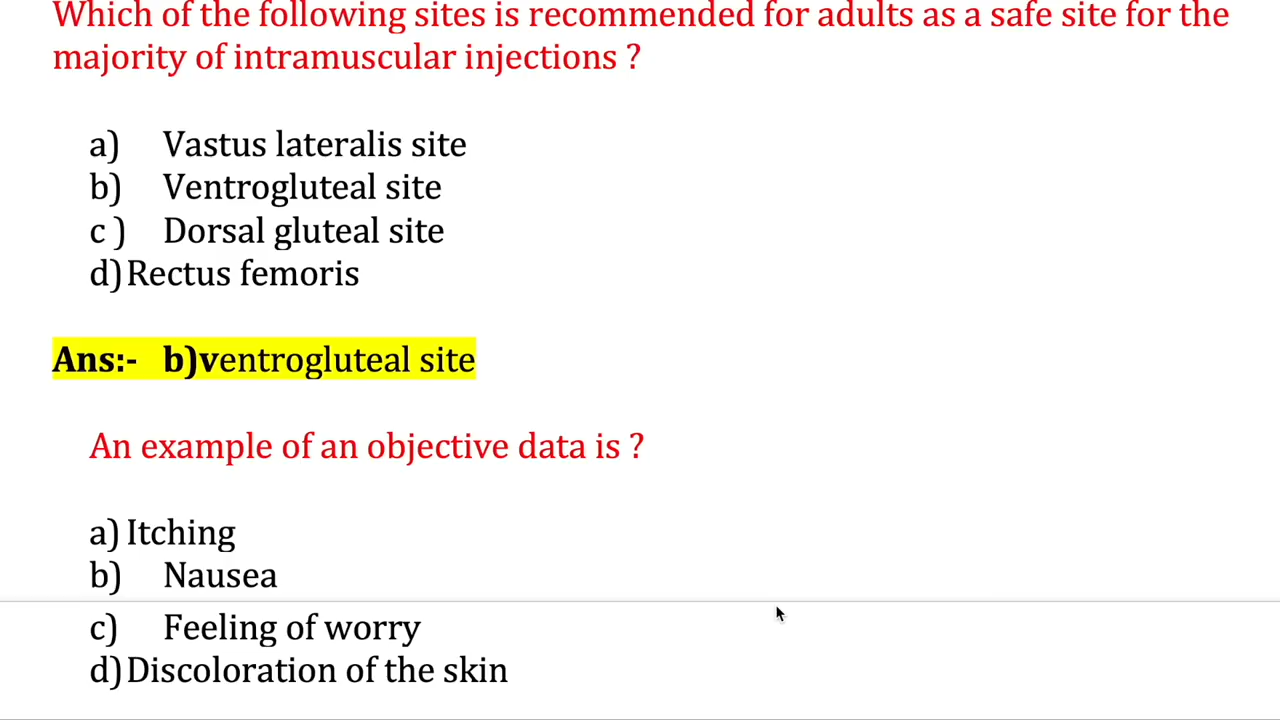 Which of the following sites is recommended for adults as a safe site for the
majority of intramuscular injections ?
a) Vastus lateralis site
b) Ventrogluteal site
c ) Dorsal gluteal site
d)Rectus femoris
Ans:- b)ventrogluteal site
An example of an objective data is ?
a) Itching
b) Nausea
c) Feeling of worry
d)Discoloration of the skin